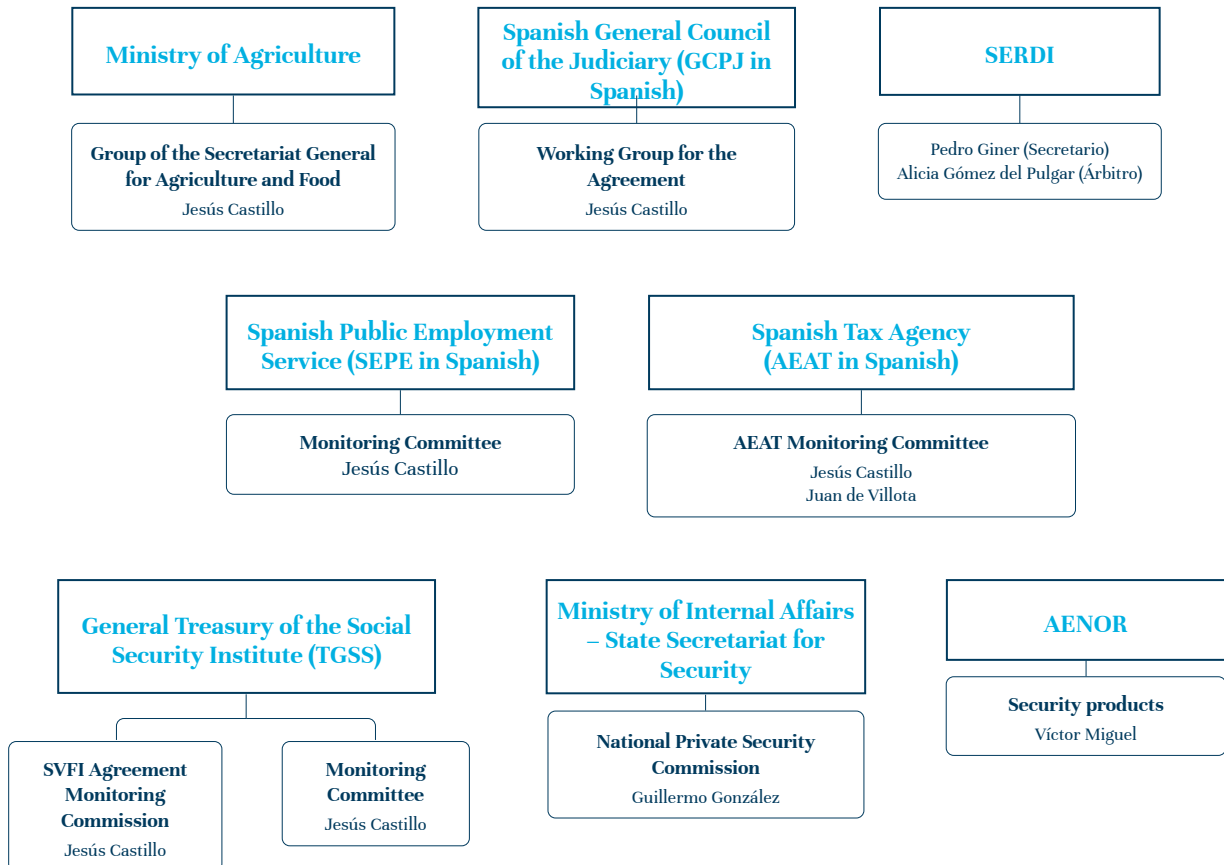 Ministry of Agriculture
Group of the Secretariat General
for Agriculture and Food
Jesús Castillo
Spanish General Council
of the Judiciary (GCPJ in
Spanish)
Working Group for the
Agreement
Jesús Castillo
SERDI
Pedro Giner (Secretario)
Alicia Gómez del Pulgar (Árbitro)
Spanish Public Employment
Service (SEPE in Spanish)
Monitoring Committee
Jesús Castillo
Spanish Tax Agency
(AEAT in Spanish)
AEAT Monitoring Committee
Jesús Castillo
Juan de Villota
General Treasury of the Social
Security Institute (TGSS)
SVFI Agreement
Monitoring
Commission
Jesús Castillo
Monitoring
Committee
Jesús Castillo
Ministry of Internal Affairs
– State Secretariat for
Security
National Private Security
Commission
Guillermo González
AENOR
Security products
Víctor Miguel